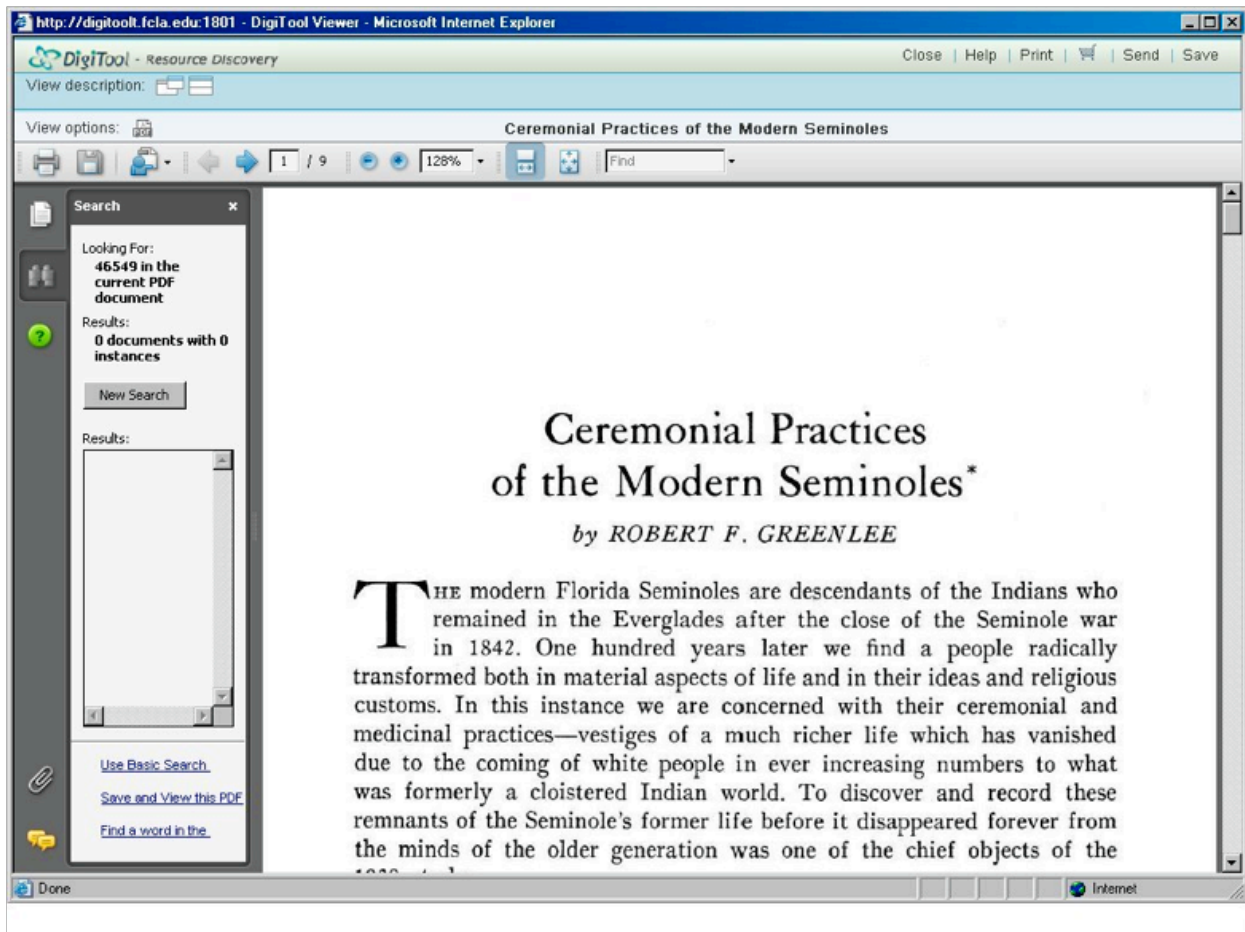 http://digitoolt.fcla.edu:1801 - DigiTool Viewer - Microsoft Internet Explorer
DigiTool - Resource Discovery
Close | Help | Print | | Send | Save
View description:
View options:
Ceremonial Practices of the Modern Seminoles
1 / 9
128%
Find
Search
Looking For:
46549 in the
current PDF
document
Results:
0 documents with 0
instances
New Search
Results:
Use Basic Search
Save and View this PDF
Find a word in the
Ceremonial Practices
of the Modern Seminoles*
by ROBERT F. GREENLEE
THE modern Florida Seminoles are descendants of the Indians who
remained in the Everglades after the close of the Seminole war
in 1842. One hundred years later we find a people radically
transformed both in material aspects of life and in their ideas and religious
customs. In this instance we are concerned with their ceremonial and
medicinal practices—vestiges of a much richer life which has vanished
due to the coming of white people in ever increasing numbers to what
was formerly a cloistered Indian world. To discover and record these
remnants of the Seminole's former life before it disappeared forever from
the minds of the older generation was one of the chief objects of the
Done
Internet